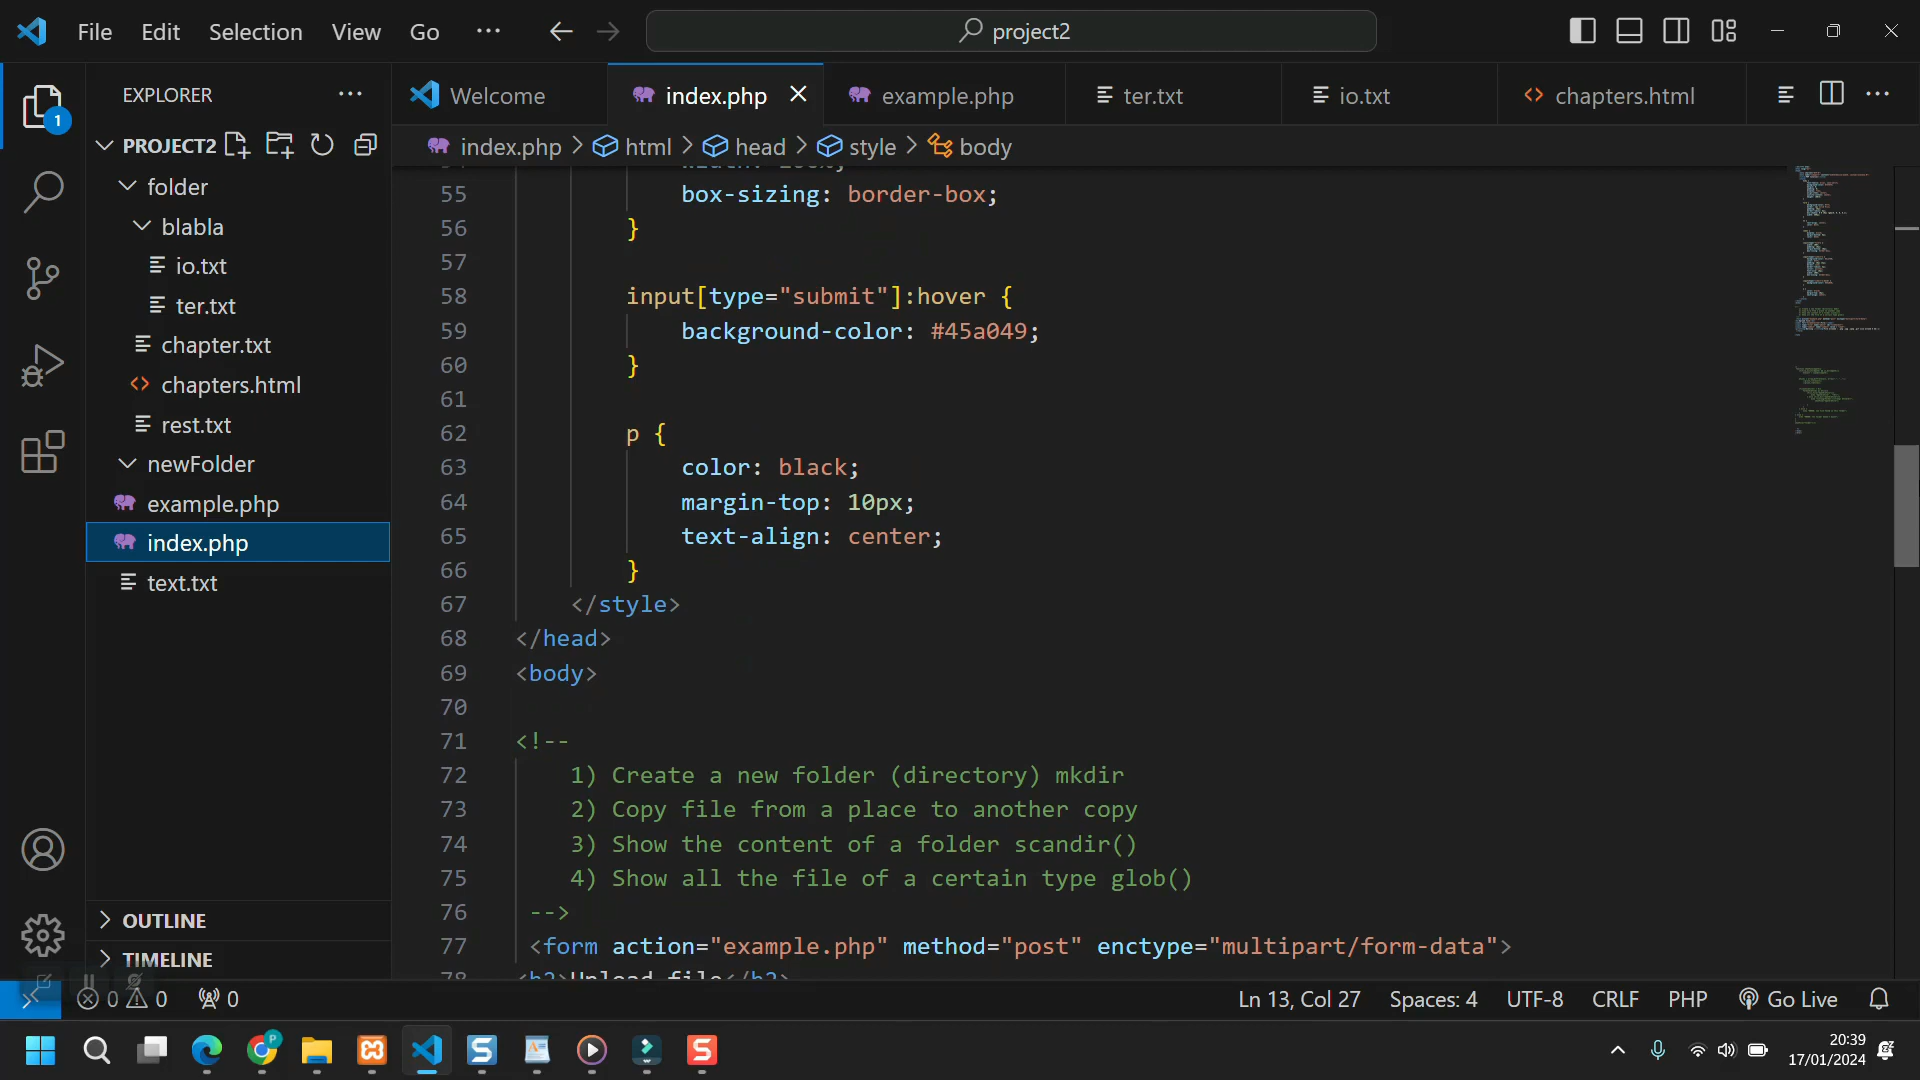 File Edit Selection View Go ··· project2
EXPLORER ···
PROJECT2
folder
blabla
io.txt
ter.txt
chapter.txt
chapters.html
rest.txt
newFolder
example.php
index.php
text.txt
OUTLINE
TIMELINE
Welcome index.php example.php ter.txt io.txt chapters.html
index.php > html > head > style > body
55 box-sizing: border-box;
56 }
57
58 input[type="submit"]:hover {
59 background-color: #45a049;
60 }
61
62 p {
63 color: black;
64 margin-top: 10px;
65 text-align: center;
66 }
67 </style>
68 </head>
69 <body>
70
71 <!--
72 1) Create a new folder (directory) mkdir
73 2) Copy file from a place to another copy
74 3) Show the content of a folder scandir()
75 4) Show all the file of a certain type glob()
76 -->
77 <form action="example.php" method="post" enctype="multipart/form-data">
78 <h2>Upload file</h2>
0 0 0 Ln 13, Col 27 Spaces: 4 UTF-8 CRLF PHP Go Live
20:39
17/01/2024
1